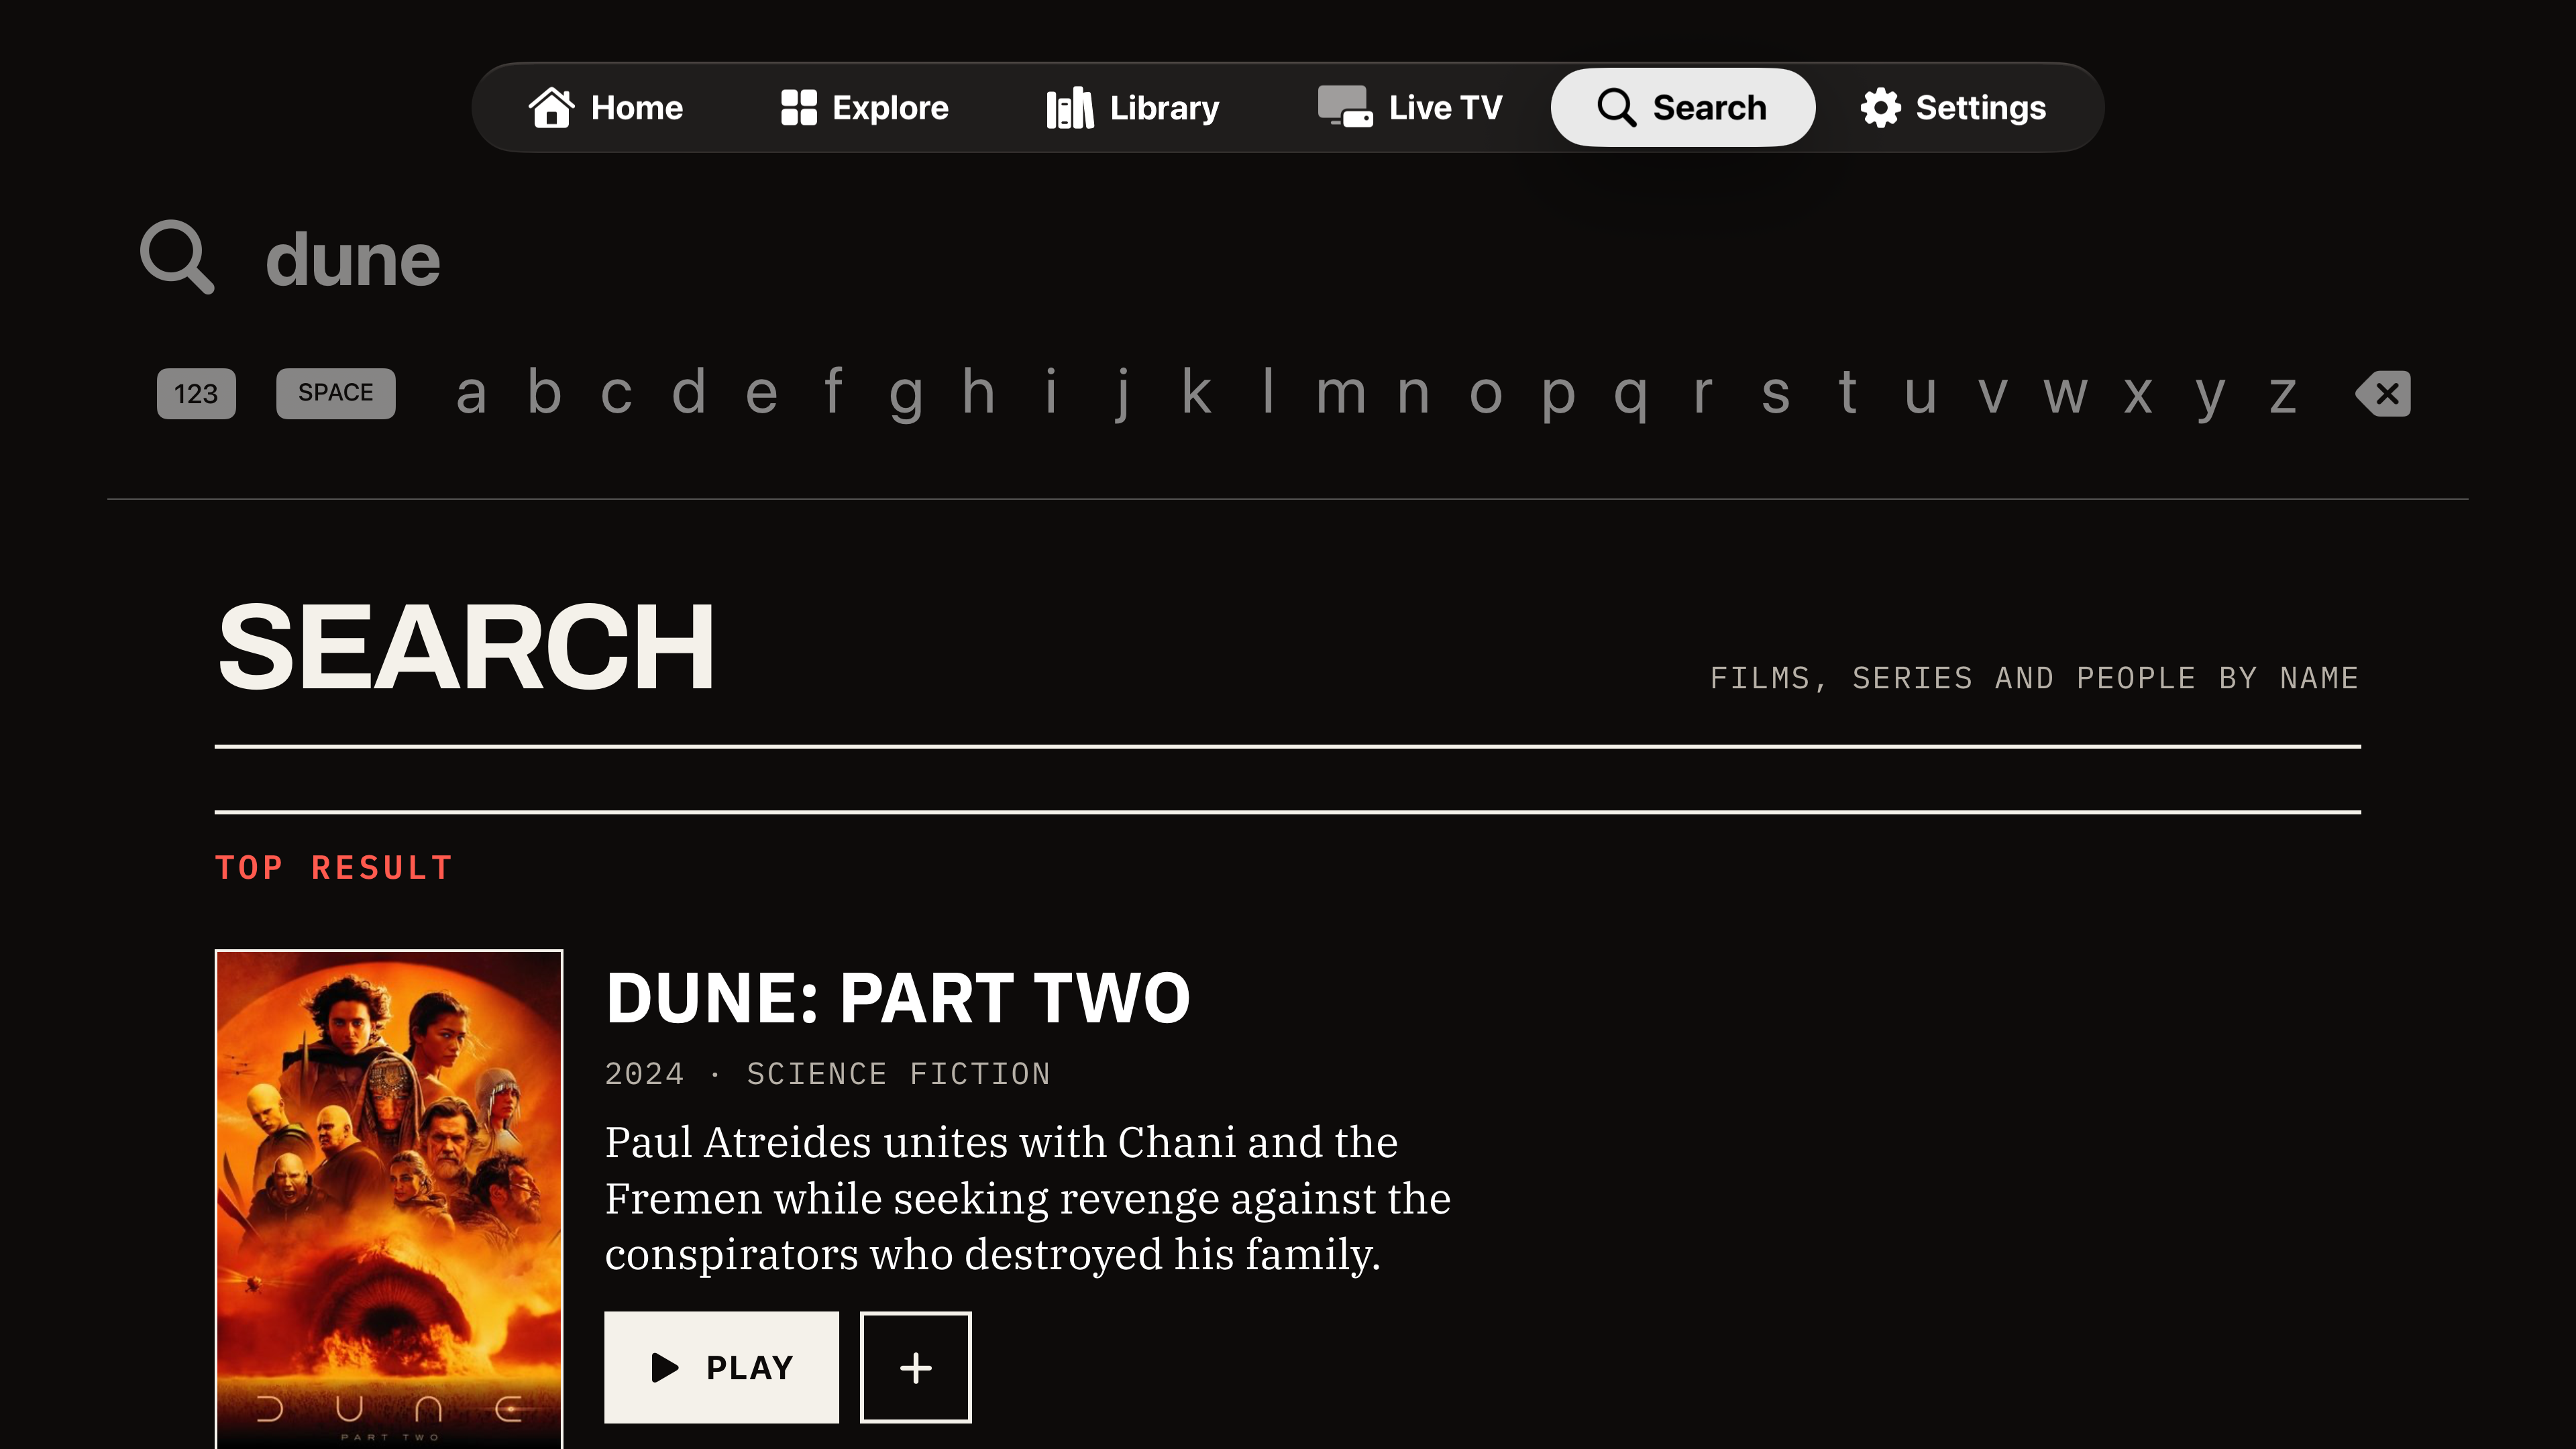 Home Explore Library Live TV Search Settings
dune
123 SPACE a b c d e f g h i j k l m n o p q r s t u v w x y z
SEARCH
FILMS, SERIES AND PEOPLE BY NAME
TOP RESULT
DUNE: PART TWO
2024 · SCIENCE FICTION
Paul Atreides unites with Chani and the
Fremen while seeking revenge against the
conspirators who destroyed his family.
PLAY
DUNE
PART TWO